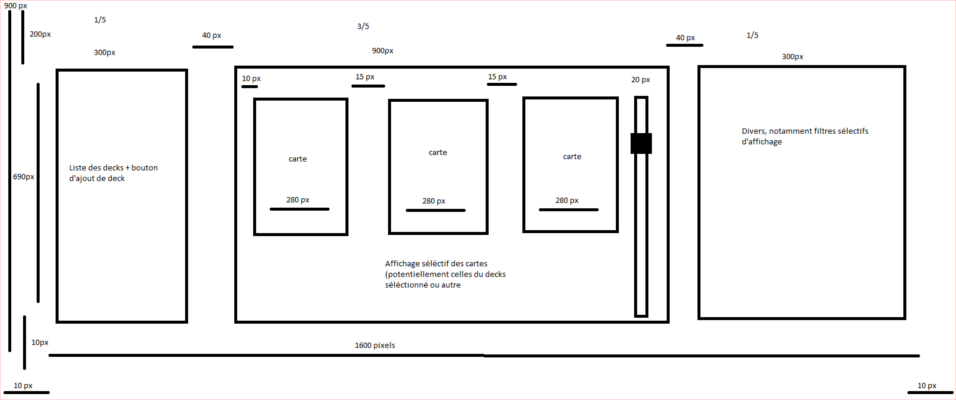 900 px
1/5
3/5
200px
40 px
40 px
1/5
300px
900px
300px
10 px
15 px
15 px
20 px
Divers, notamment filtres sélectifs
d'affichage
carte
carte
carte
Liste des decks + bouton
d'ajout de deck
690px
280 px
280 px
280 px
Affichage séléctif des cartes
(potentiellement celles du decks
séléctionné ou autre
10px
1600 pixels
10 px
10 px